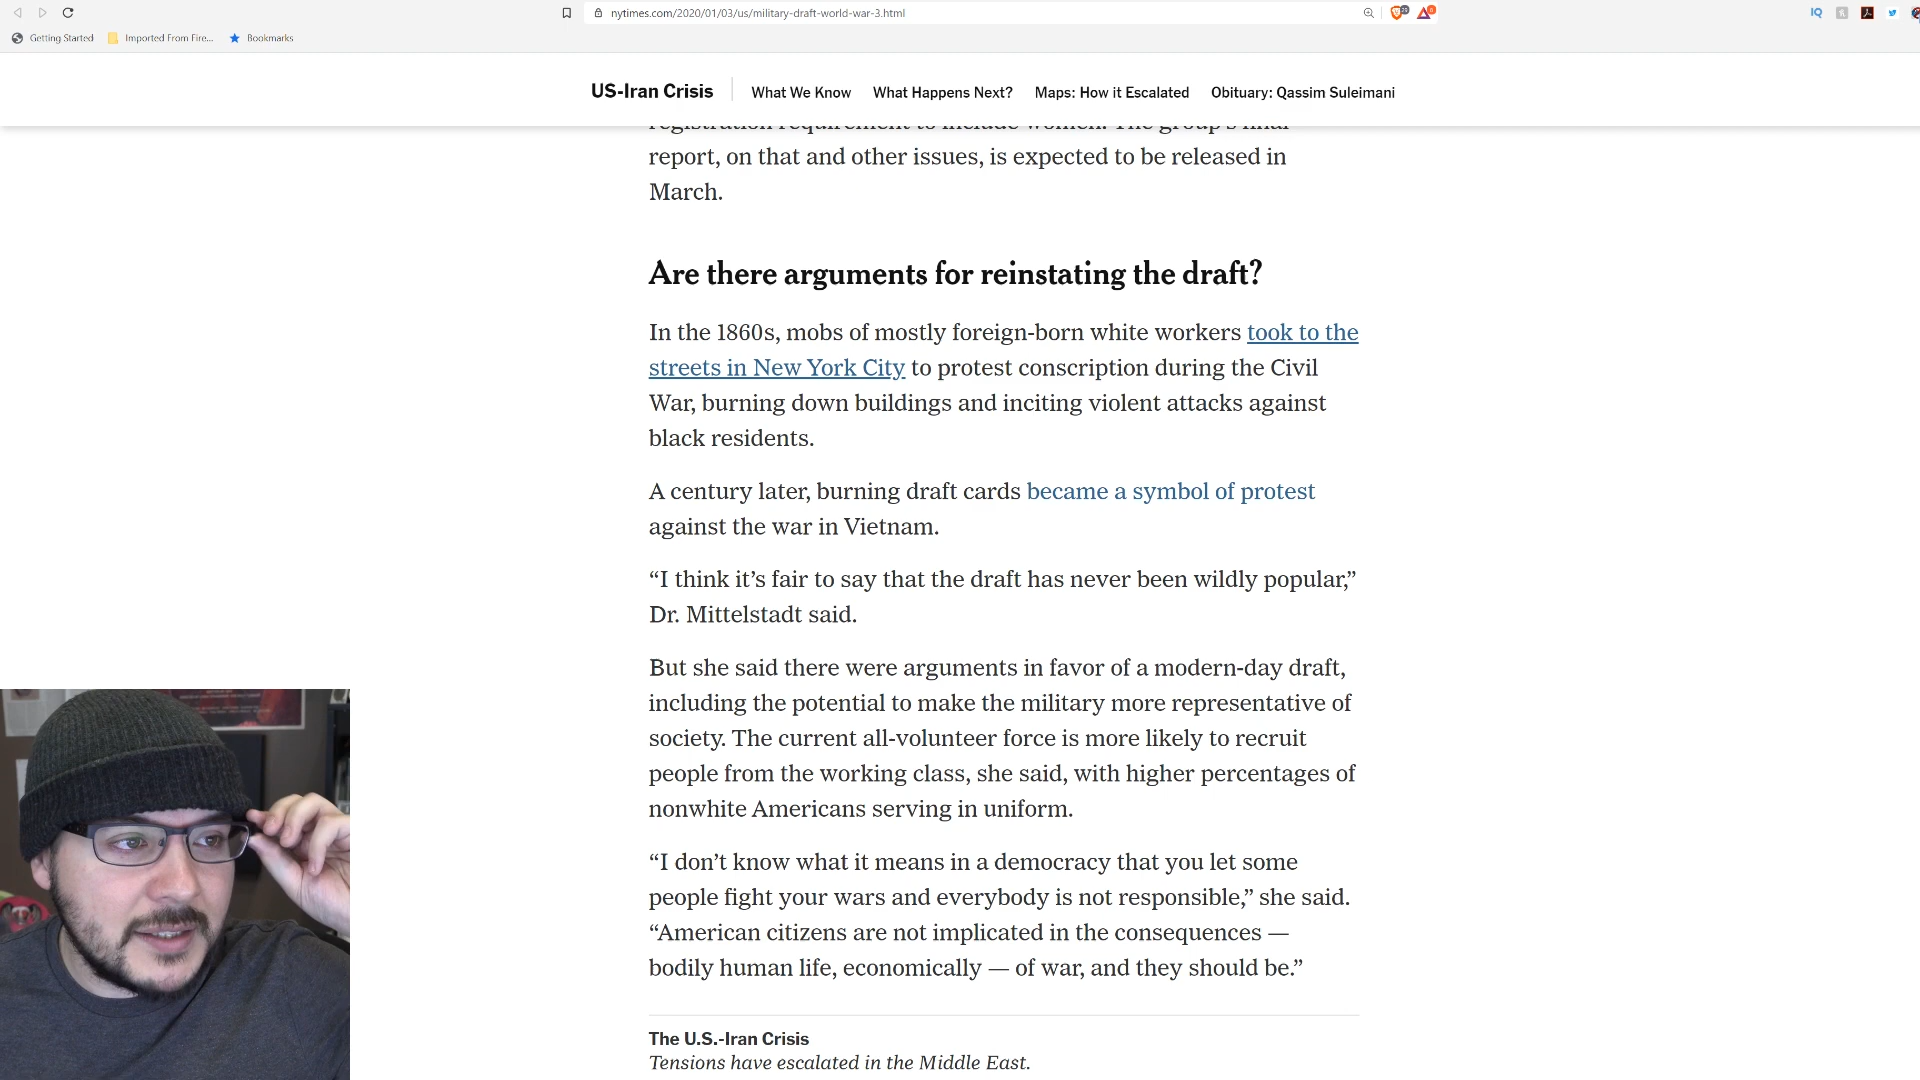 nytimes.com/2020/01/03/us/military-draft-world-war-3.html
IQ
Getting Started
Imported From Fire...
Bookmarks
US-Iran Crisis
What We Know
What Happens Next?
Maps: How it Escalated
Obituary: Qassim Suleimani
registration requirement to include women. The group's final
report, on that and other issues, is expected to be released in
March.
Are there arguments for reinstating the draft?
In the 1860s, mobs of mostly foreign-born white workers took to the
streets in New York City to protest conscription during the Civil
War, burning down buildings and inciting violent attacks against
black residents.
A century later, burning draft cards became a symbol of protest
against the war in Vietnam.
“I think it’s fair to say that the draft has never been wildly popular,”
Dr. Mittelstadt said.
But she said there were arguments in favor of a modern-day draft,
including the potential to make the military more representative of
society. The current all-volunteer force is more likely to recruit
people from the working class, she said, with higher percentages of
nonwhite Americans serving in uniform.
“I don’t know what it means in a democracy that you let some
people fight your wars and everybody is not responsible,” she said.
“American citizens are not implicated in the consequences —
bodily human life, economically — of war, and they should be.”
The U.S.-Iran Crisis
Tensions have escalated in the Middle East.